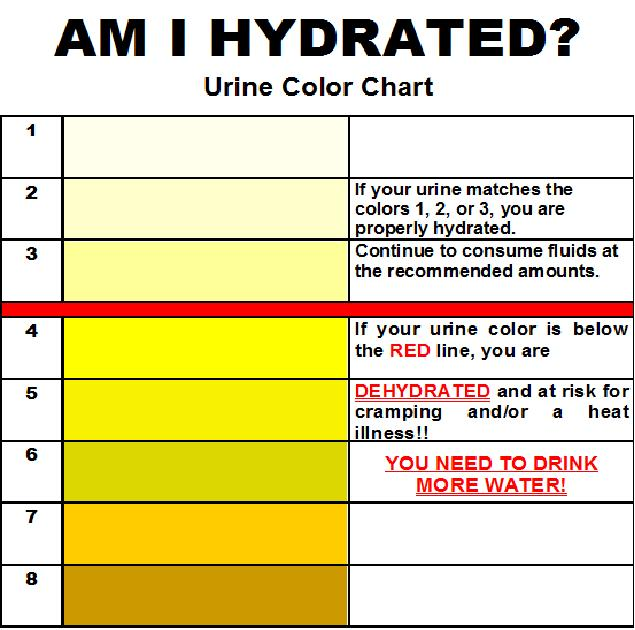 AM I HYDRATED?
Urine Color Chart
1
2
If your urine matches the
colors 1, 2, or 3, you are
properly hydrated.
3
Continue to consume fluids at
the recommended amounts.
4
If your urine color is below
the RED line, you are
5
DEHYDRATED and at risk for
cramping and/or a heat
illness!!
6
YOU NEED TO DRINK
MORE WATER!
7
8